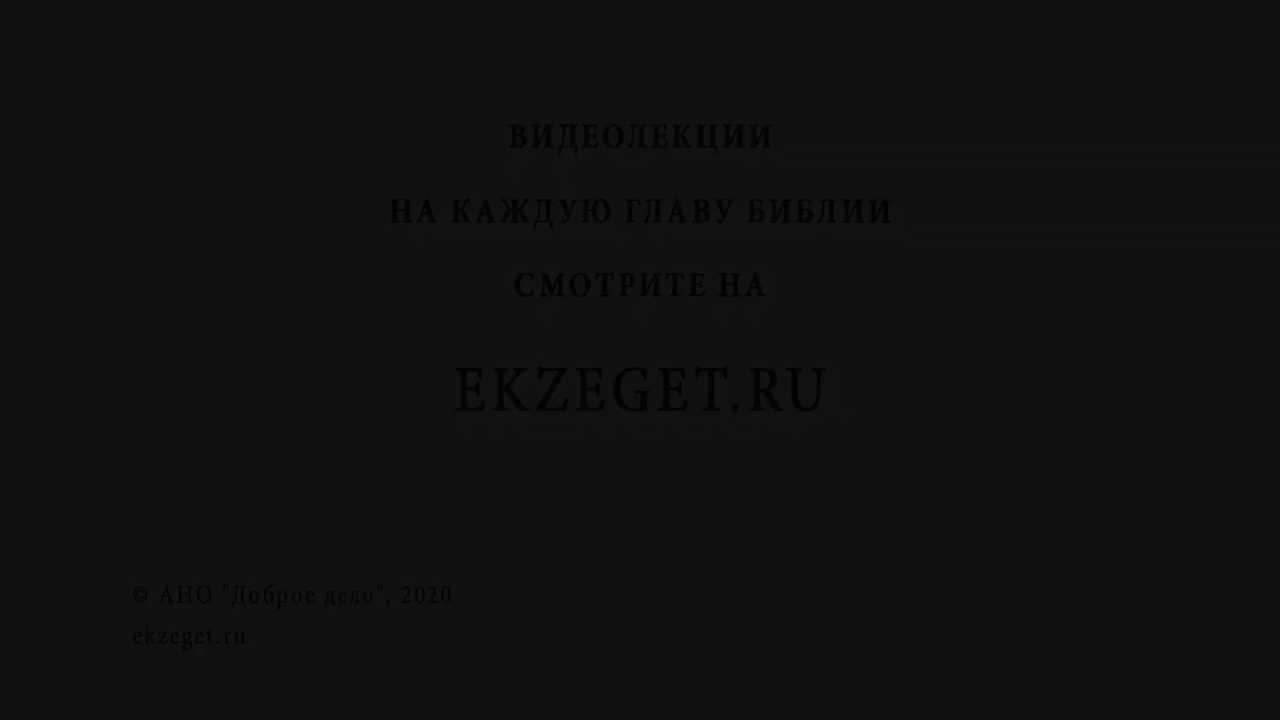 ВИДЕОЛЕКЦИИ
НА КАЖДУЮ ГЛАВУ БИБЛИИ
СМОТРИТЕ НА
EKZEGET.RU
© АНО "Доброе дело", 2020
ekzeget.ru